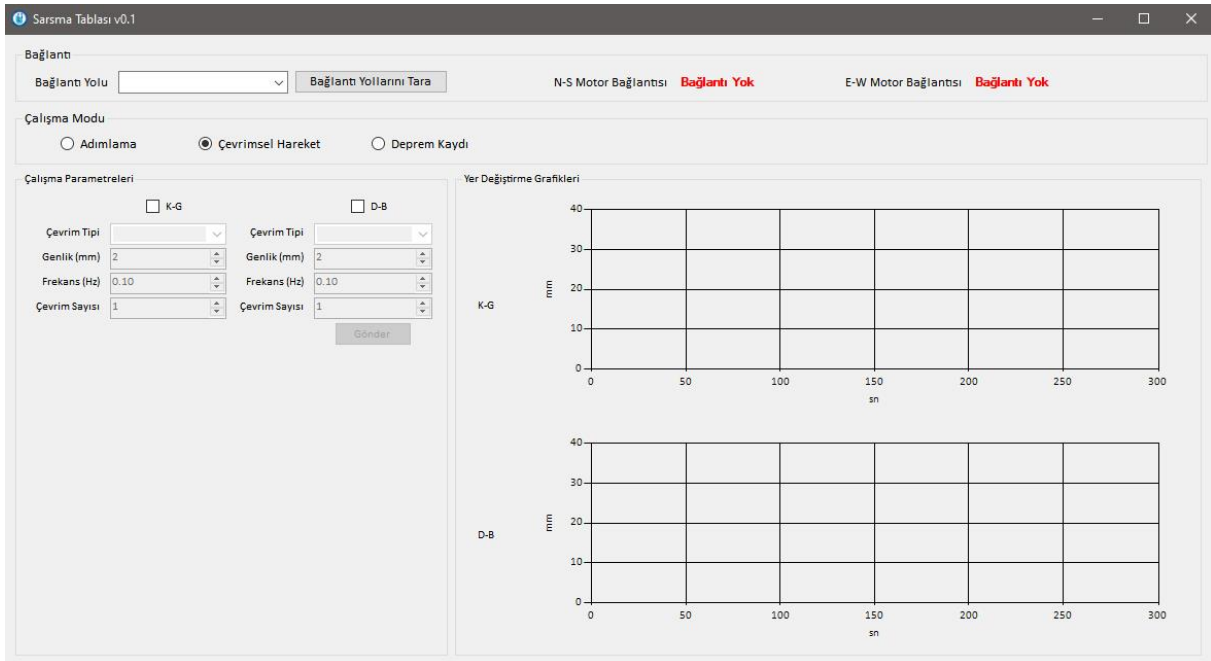 Sarsma Tablası v0.1
Bağlantı
Bağlantı Yolu Bağlantı Yollarını Tara N-S Motor Bağlantısı Bağlantı Yok E-W Motor Bağlantısı Bağlantı Yok
Çalışma Modu
Adımlama Çevrimsel Hareket Deprem Kaydı
Çalışma Parametreleri
K-G D-B
Çevrim Tipi Çevrim Tipi
Genlik (mm) 2 Genlik (mm) 2
Frekans (Hz) 0.10 Frekans (Hz) 0.10
Çevrim Sayısı 1 Çevrim Sayısı 1
Gönder
Yer Değiştirme Grafikleri
K-G
mm
40
30
20
10
0
0 50 100 150 200 250 300
sn
D-B
mm
40
30
20
10
0
0 50 100 150 200 250 300
sn